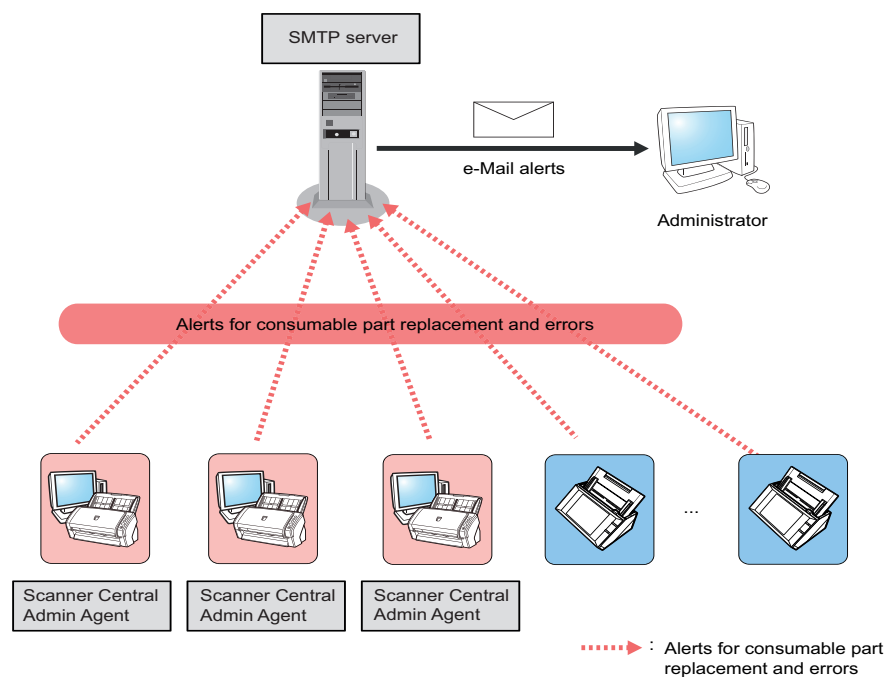 SMTP server
e-Mail alerts
Administrator
Alerts for consumable part replacement and errors
...
Scanner Central
Admin Agent
Scanner Central
Admin Agent
Scanner Central
Admin Agent
: Alerts for consumable part
replacement and errors